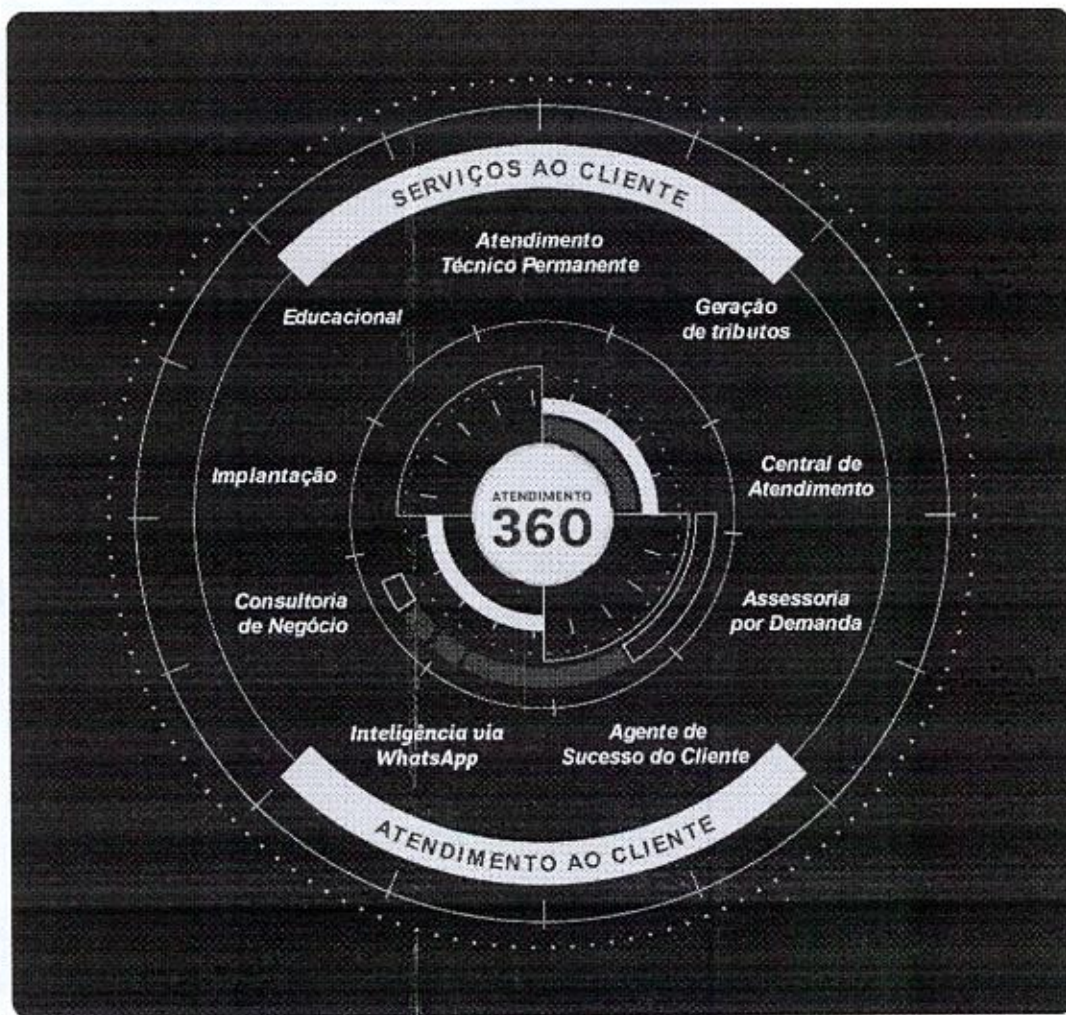 SERVIÇOS AO CLIENTE
Atendimento
Técnico Permanente
Educacional
Geração
de tributos
Implantação
Central de
Atendimento
ATENDIMENTO
360
Consultoria
de Negócio
Assessoria
por Demanda
Inteligência via
WhatsApp
Agente de
Sucesso do Cliente
ATENDIMENTO AO CLIENTE